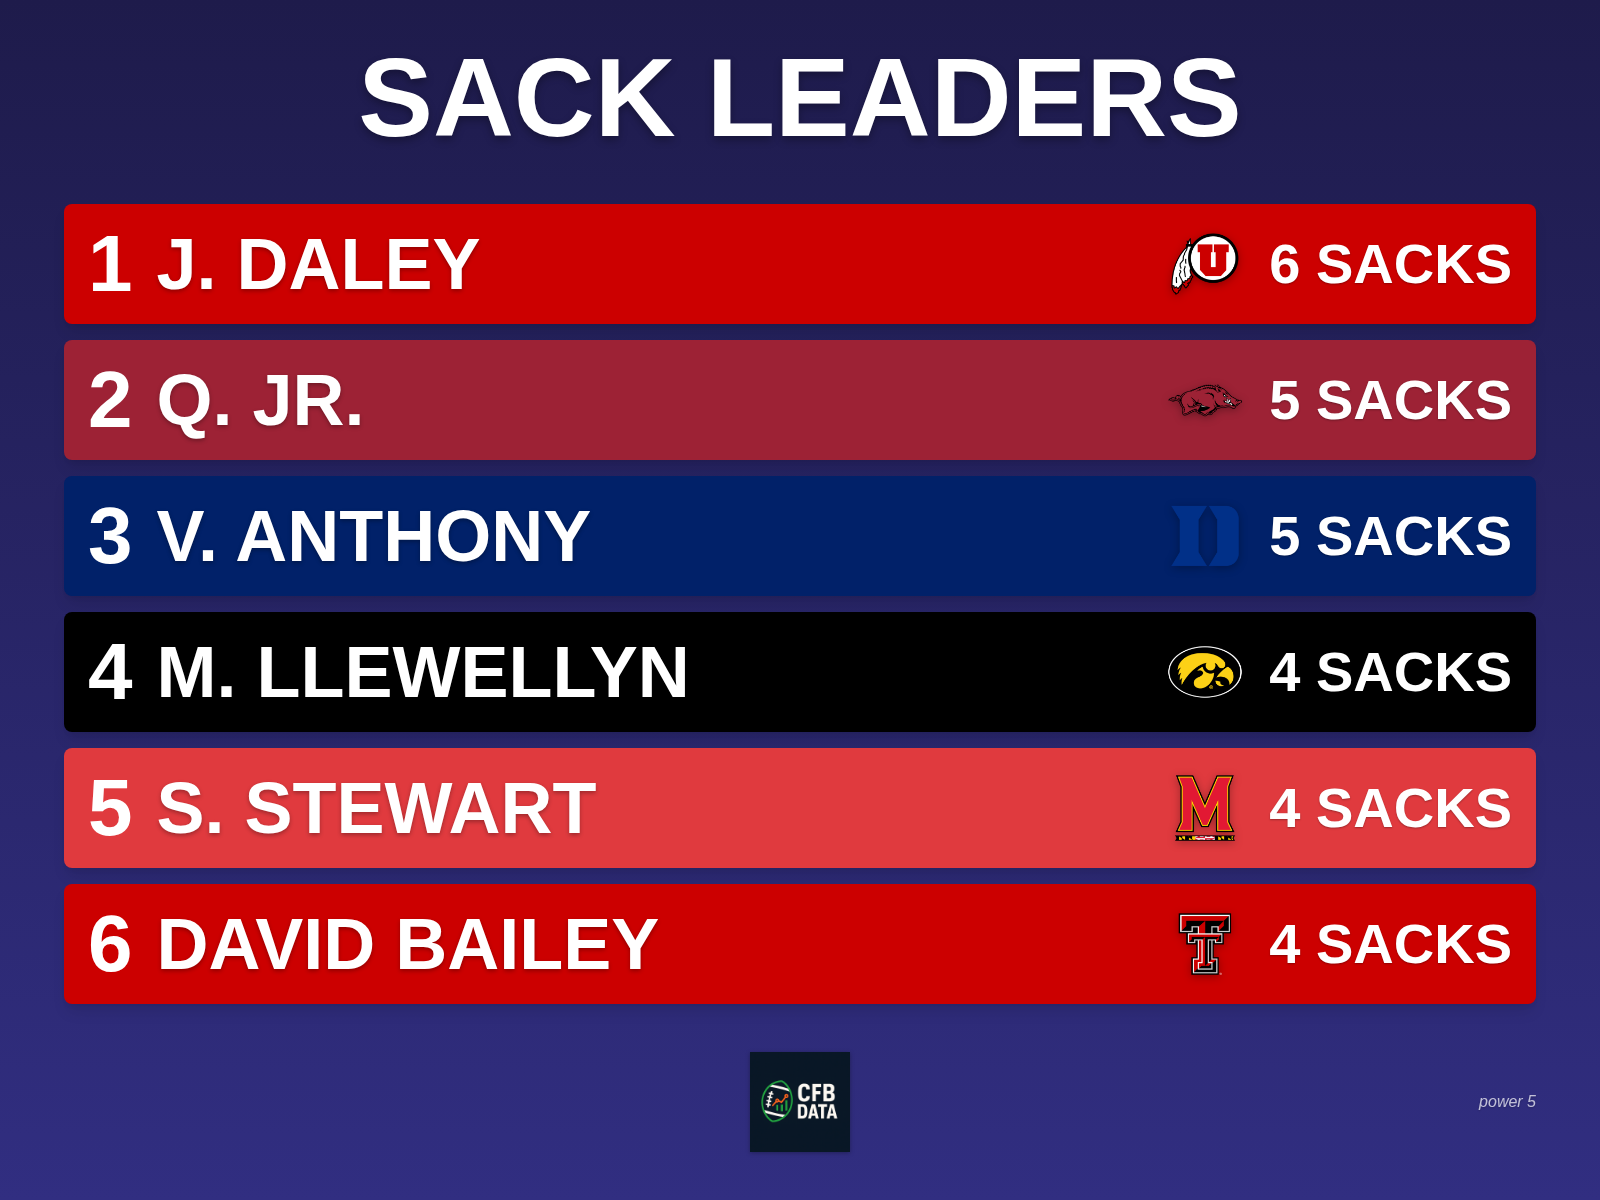 SACK LEADERS
1 J. DALEY U 6 SACKS
2 Q. JR. 5 SACKS
3 V. ANTHONY D 5 SACKS
4 M. LLEWELLYN 4 SACKS
5 S. STEWART M 4 SACKS
6 DAVID BAILEY T 4 SACKS
CFB
DATA
power 5